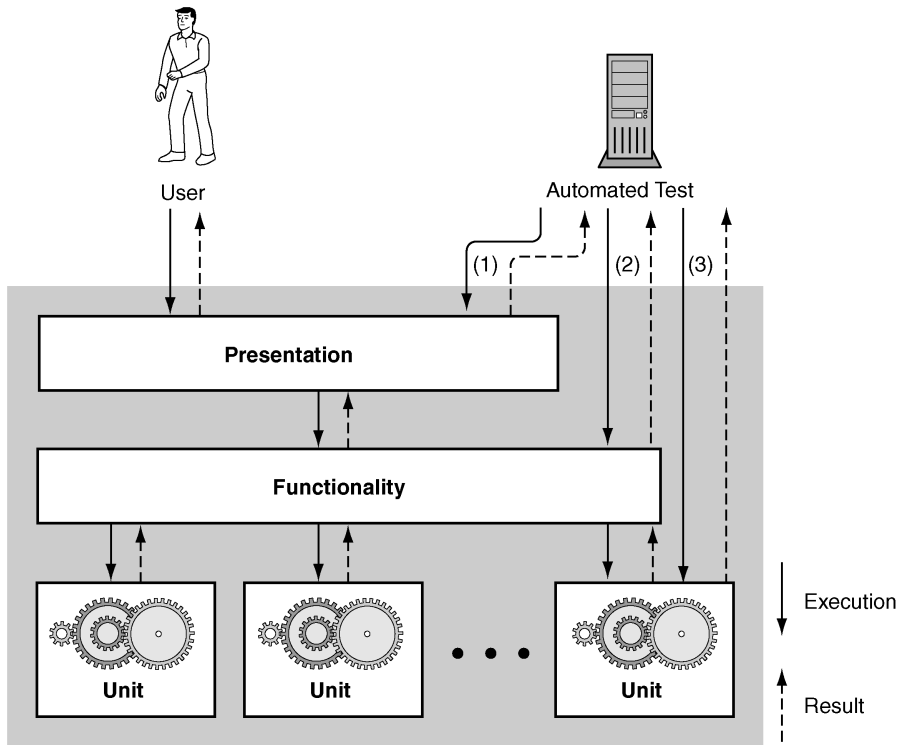 User
Automated Test
(1)
(2)
(3)
Presentation
Functionality
Unit
Unit
Unit
Execution
Result